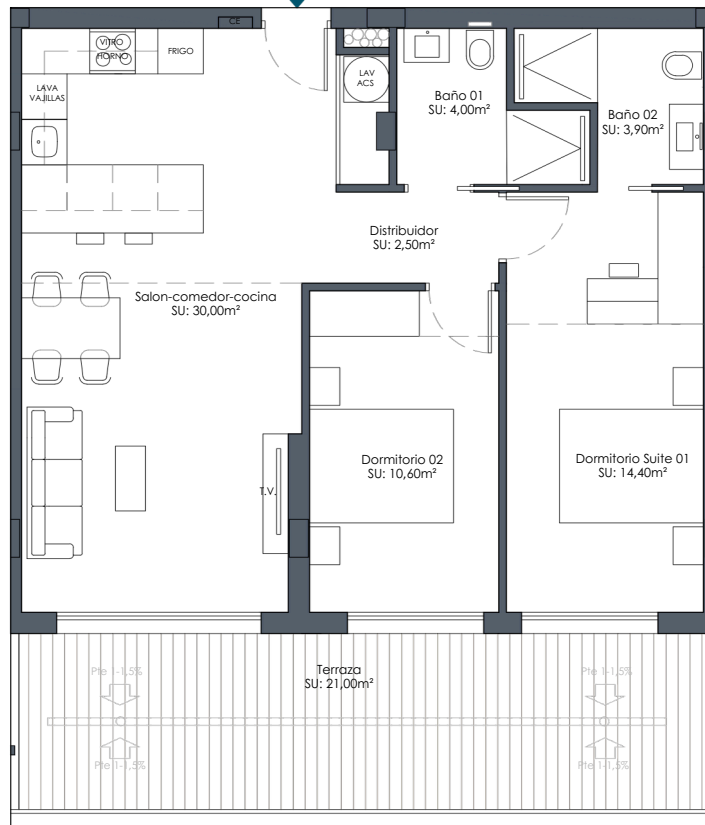 CE
VITRO
HORNO
FRIGO
LAVA
VAJILLAS
LAV
ACS
Baño 01
SU: 4,00m²
Baño 02
SU: 3,90m²
Distribuidor
SU: 2,50m²
Salon-comedor-cocina
SU: 30,00m²
Dormitorio 02
SU: 10,60m²
Dormitorio Suite 01
SU: 14,40m²
T.V.
Terraza
SU: 21,00m²
Pte 1-1,5%
Pte 1-1,5%
Pte 1-1,5%
Pte 1-1,5%